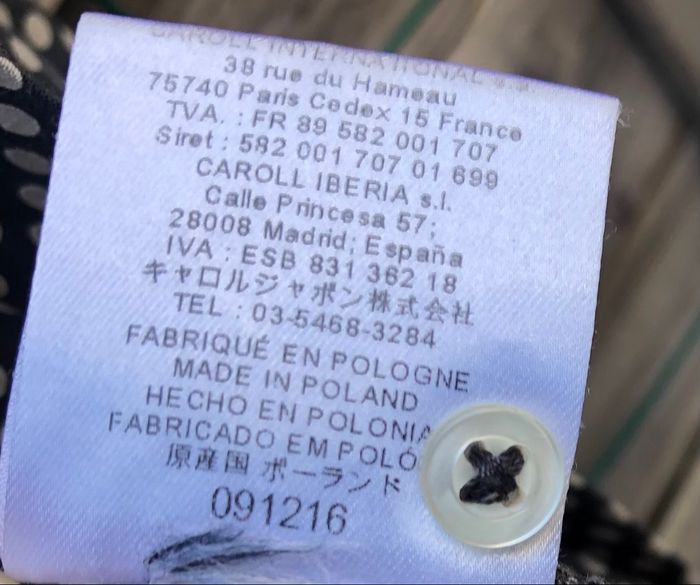 CAROLL INTERNATIONAL s.a.
38 rue du Hameau
75740 Paris Cedex 15 France
TVA. : FR 89 582 001 707
Siret : 582 001 707 01 699
CAROLL IBERIA s.l.
Calle Princesa 57;
28008 Madrid; España
IVA : ESB 831 362 18
キャロルジャポン株式会社
TEL : 03-5468-3284
FABRIQUÉ EN POLOGNE
MADE IN POLAND
HECHO EN POLONIA
FABRICADO EM POLÓ
原産国 ポーランド
091216